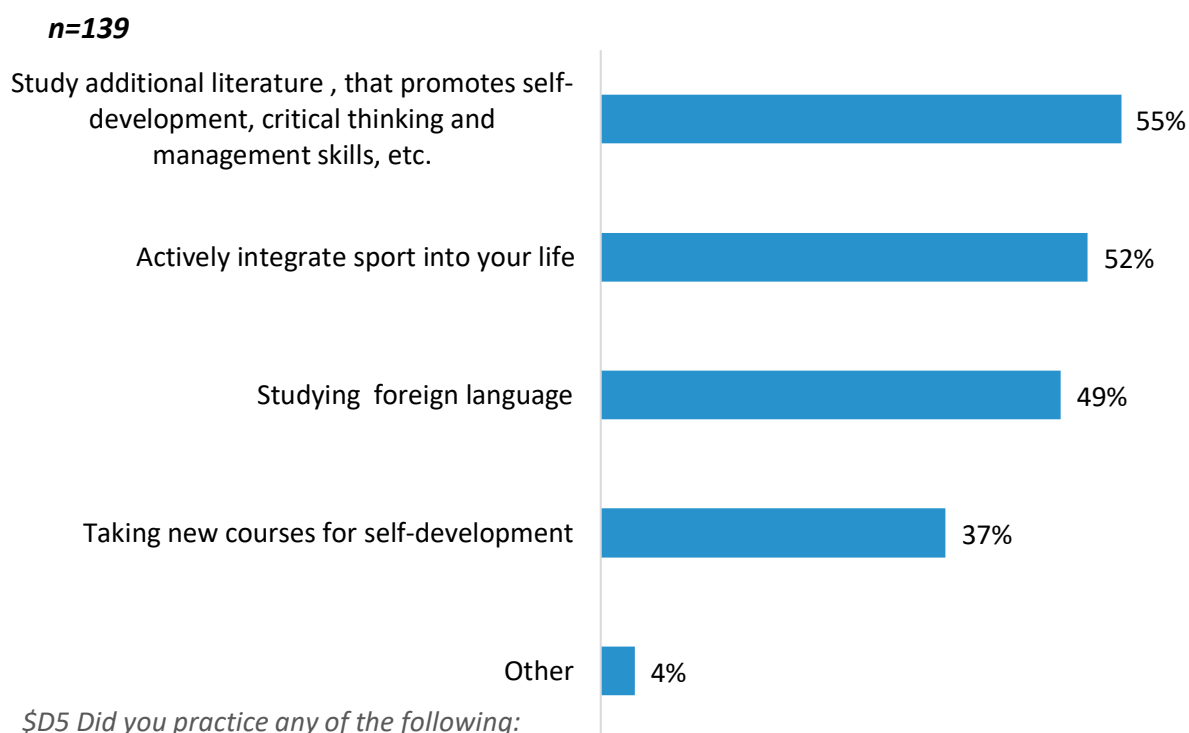 n=139
Study additional literature , that promotes self-
development, critical thinking and
management skills, etc.
55%
Actively integrate sport into your life
52%
Studying  foreign language
49%
Taking new courses for self-development
37%
Other
4%
$D5 Did you practice any of the following: